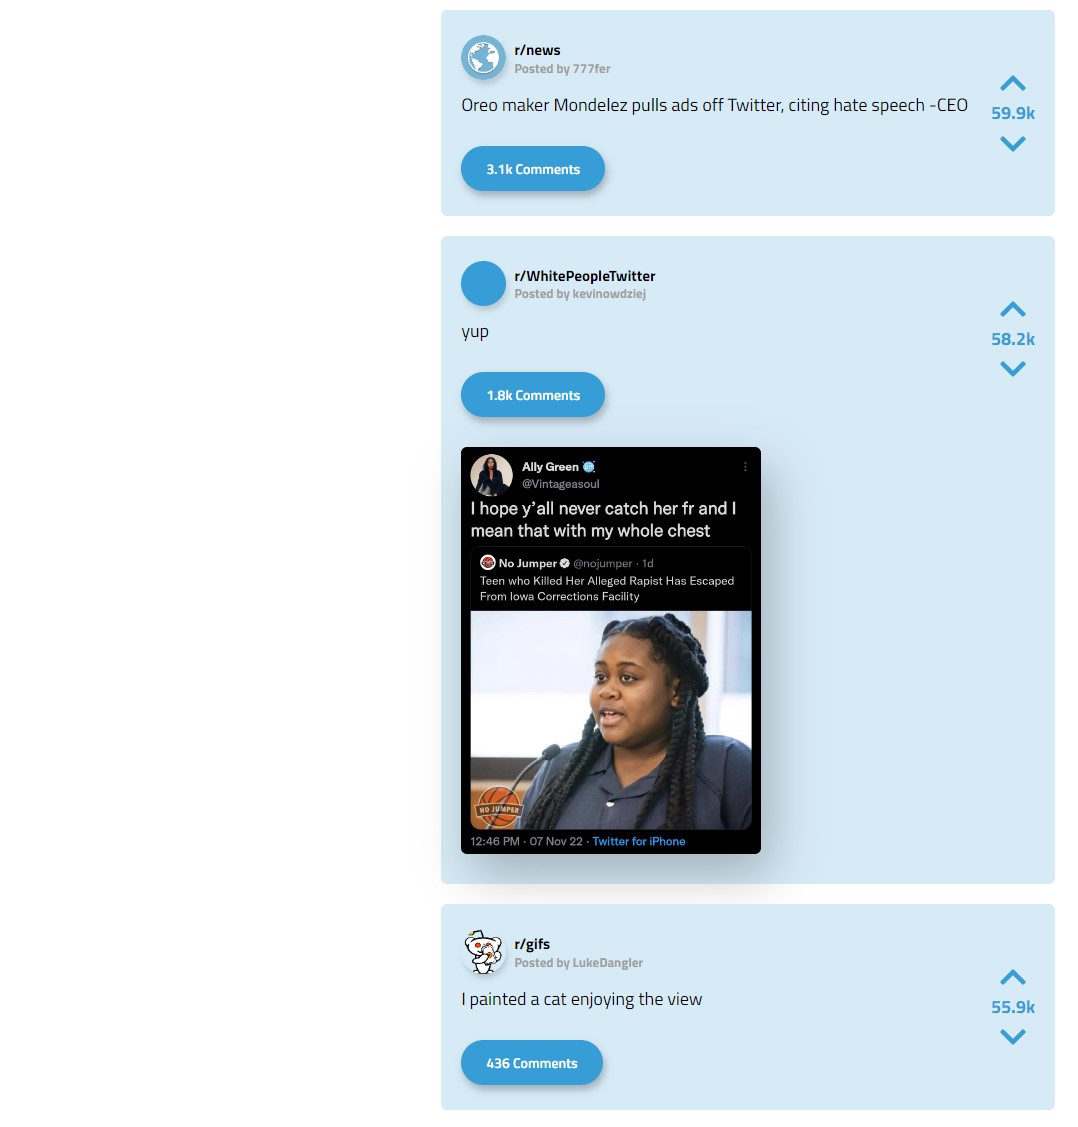 r/news
Posted by 777fer
Oreo maker Mondelez pulls ads off Twitter, citing hate speech -CEO
59.9k
3.1k Comments
r/WhitePeopleTwitter
Posted by kevinowdziej
yup
58.2k
1.8k Comments
Ally Green
@Vintageasoul
I hope y’all never catch her fr and I
mean that with my whole chest
No Jumper @nojumper · 1d
Teen who Killed Her Alleged Rapist Has Escaped
From Iowa Corrections Facility
NO JUMPER
12:46 PM · 07 Nov 22 · Twitter for iPhone
r/gifs
Posted by LukeDangler
I painted a cat enjoying the view
55.9k
436 Comments